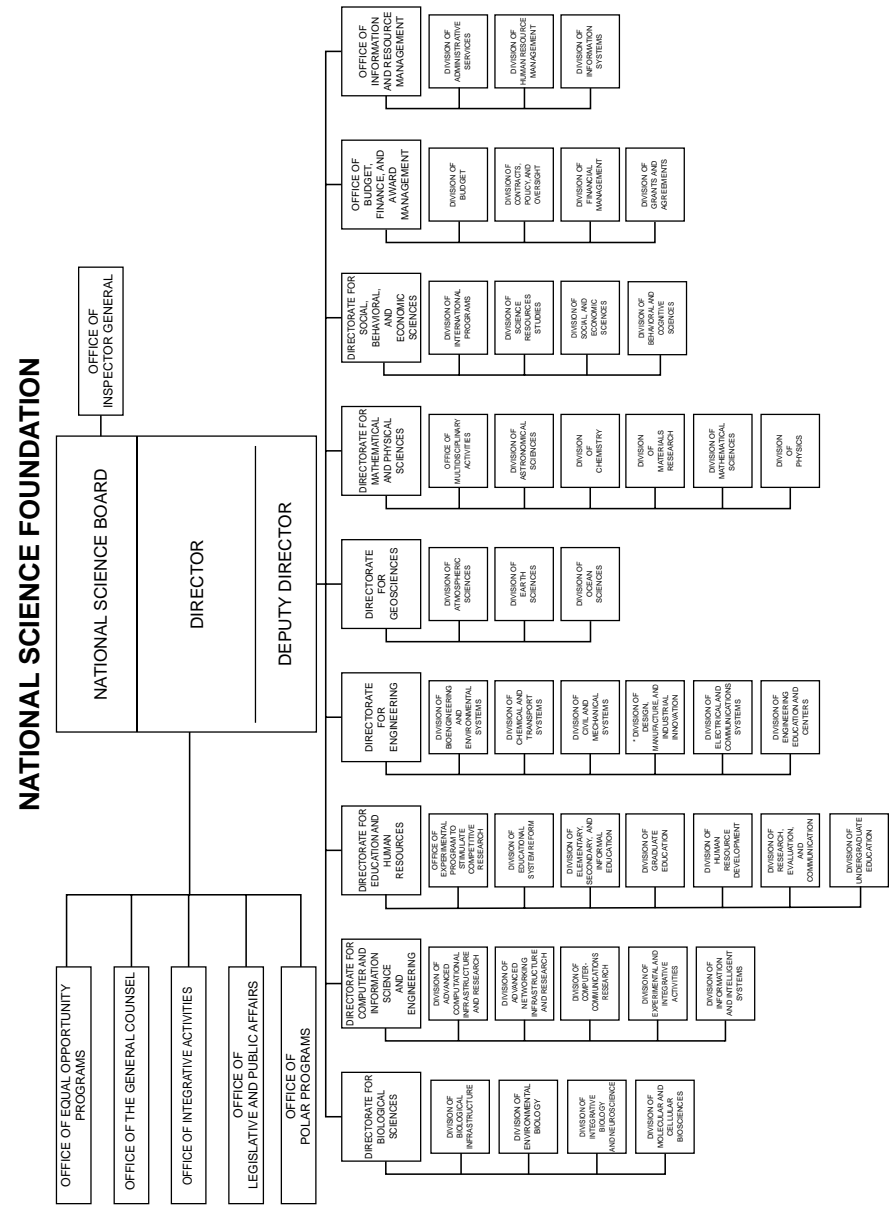 NATIONAL SCIENCE FOUNDATION
OFFICE OF
INSPECTOR GENERAL
NATIONAL SCIENCE BOARD
DIRECTOR
DEPUTY DIRECTOR
OFFICE OF EQUAL OPPORTUNITY
PROGRAMS
OFFICE OF THE GENERAL COUNSEL
OFFICE OF INTEGRATIVE ACTIVITIES
OFFICE OF
LEGISLATIVE AND PUBLIC AFFAIRS
OFFICE OF
POLAR PROGRAMS
DIRECTORATE FOR
BIOLOGICAL
SCIENCES
DIVISION OF
BIOLOGICAL
INFRASTRUCTURE
DIVISION OF
ENVIRONMENTAL
BIOLOGY
DIVISION OF
INTEGRATIVE
BIOLOGY
AND NEUROSCIENCE
DIVISION OF
MOLECULAR AND
CELLULAR
BIOSCIENCES
DIRECTORATE FOR
COMPUTER AND
INFORMATION
SCIENCE
AND
ENGINEERING
DIVISION OF
ADVANCED
COMPUTATIONAL
INFRASTRUCTURE
AND RESEARCH
DIVISION OF
ADVANCED
NETWORKING
INFRASTRUCTURE
AND RESEARCH
DIVISION OF
COMPUTER-
COMMUNICATIONS
RESEARCH
DIVISION OF
EXPERIMENTAL AND
INTEGRATIVE
ACTIVITIES
DIVISION OF
INFORMATION
AND INTELLIGENT
SYSTEMS
DIRECTORATE FOR
EDUCATION AND
HUMAN
RESOURCES
OFFICE OF
EXPERIMENTAL
PROGRAM TO
STIMULATE
COMPETITIVE
RESEARCH
DIVISION OF
EDUCATIONAL
SYSTEM REFORM
DIVISION OF
ELEMENTARY,
SECONDARY, AND
INFORMAL
EDUCATION
DIVISION OF
GRADUATE
EDUCATION
DIVISION OF
HUMAN
RESOURCE
DEVELOPMENT
DIVISION OF
RESEARCH,
EVALUATION,
AND
COMMUNICATION
DIVISION OF
UNDERGRADUATE
EDUCATION
DIRECTORATE
FOR
ENGINEERING
DIVISION OF
BIOENGINEERING
AND
ENVIRONMENTAL
SYSTEMS
DIVISION OF
CHEMICAL AND
TRANSPORT
SYSTEMS
DIVISION OF
CIVIL AND
MECHANICAL
SYSTEMS
* DIVISION OF
DESIGN,
MANUFACTURE, AND
INDUSTRIAL
INNOVATION
DIVISION OF
ELECTRICAL AND
COMMUNICATIONS
SYSTEMS
DIVISION OF
ENGINEERING
EDUCATION AND
CENTERS
DIRECTORATE
FOR
GEOSCIENCES
DIVISION OF
ATMOSPHERIC
SCIENCES
DIVISION OF
EARTH
SCIENCES
DIVISION OF
OCEAN
SCIENCES
DIRECTORATE FOR
MATHEMATICAL
AND PHYSICAL
SCIENCES
OFFICE OF
MULTIDISCIPLINARY
ACTIVITIES
DIVISION OF
ASTRONOMICAL
SCIENCES
DIVISION
OF
CHEMISTRY
DIVISION
OF
MATERIALS
RESEARCH
DIVISION OF
MATHEMATICAL
SCIENCES
DIVISION
OF
PHYSICS
DIRECTORATE FOR
SOCIAL,
BEHAVIORAL,
AND
ECONOMIC
SCIENCES
DIVISION OF
INTERNATIONAL
PROGRAMS
DIVISION OF
SCIENCE
RESOURCES
STUDIES
DIVISION OF
SOCIAL AND
ECONOMIC
SCIENCES
DIVISION OF
BEHAVIORAL AND
COGNITIVE
SCIENCES
OFFICE OF
BUDGET,
FINANCE, AND
AWARD
MANAGEMENT
DIVISION OF
BUDGET
DIVISION OF
CONTRACTS,
POLICY, AND
OVERSIGHT
DIVISION OF
FINANCIAL
MANAGEMENT
DIVISION OF
GRANTS AND
AGREEMENTS
OFFICE OF
INFORMATION
AND RESOURCE
MANAGEMENT
DIVISION OF
ADMINISTRATIVE
SERVICES
DIVISION OF
HUMAN RESOURCE
MANAGEMENT
DIVISION OF
INFORMATION
SYSTEMS